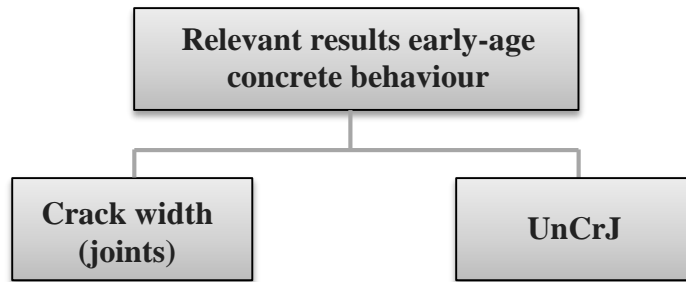 Relevant results early-age
concrete behaviour
Crack width
(joints)
UnCrJ